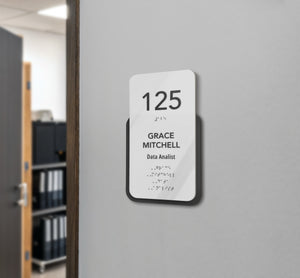 125
GRACE
MITCHELL
Data Analist